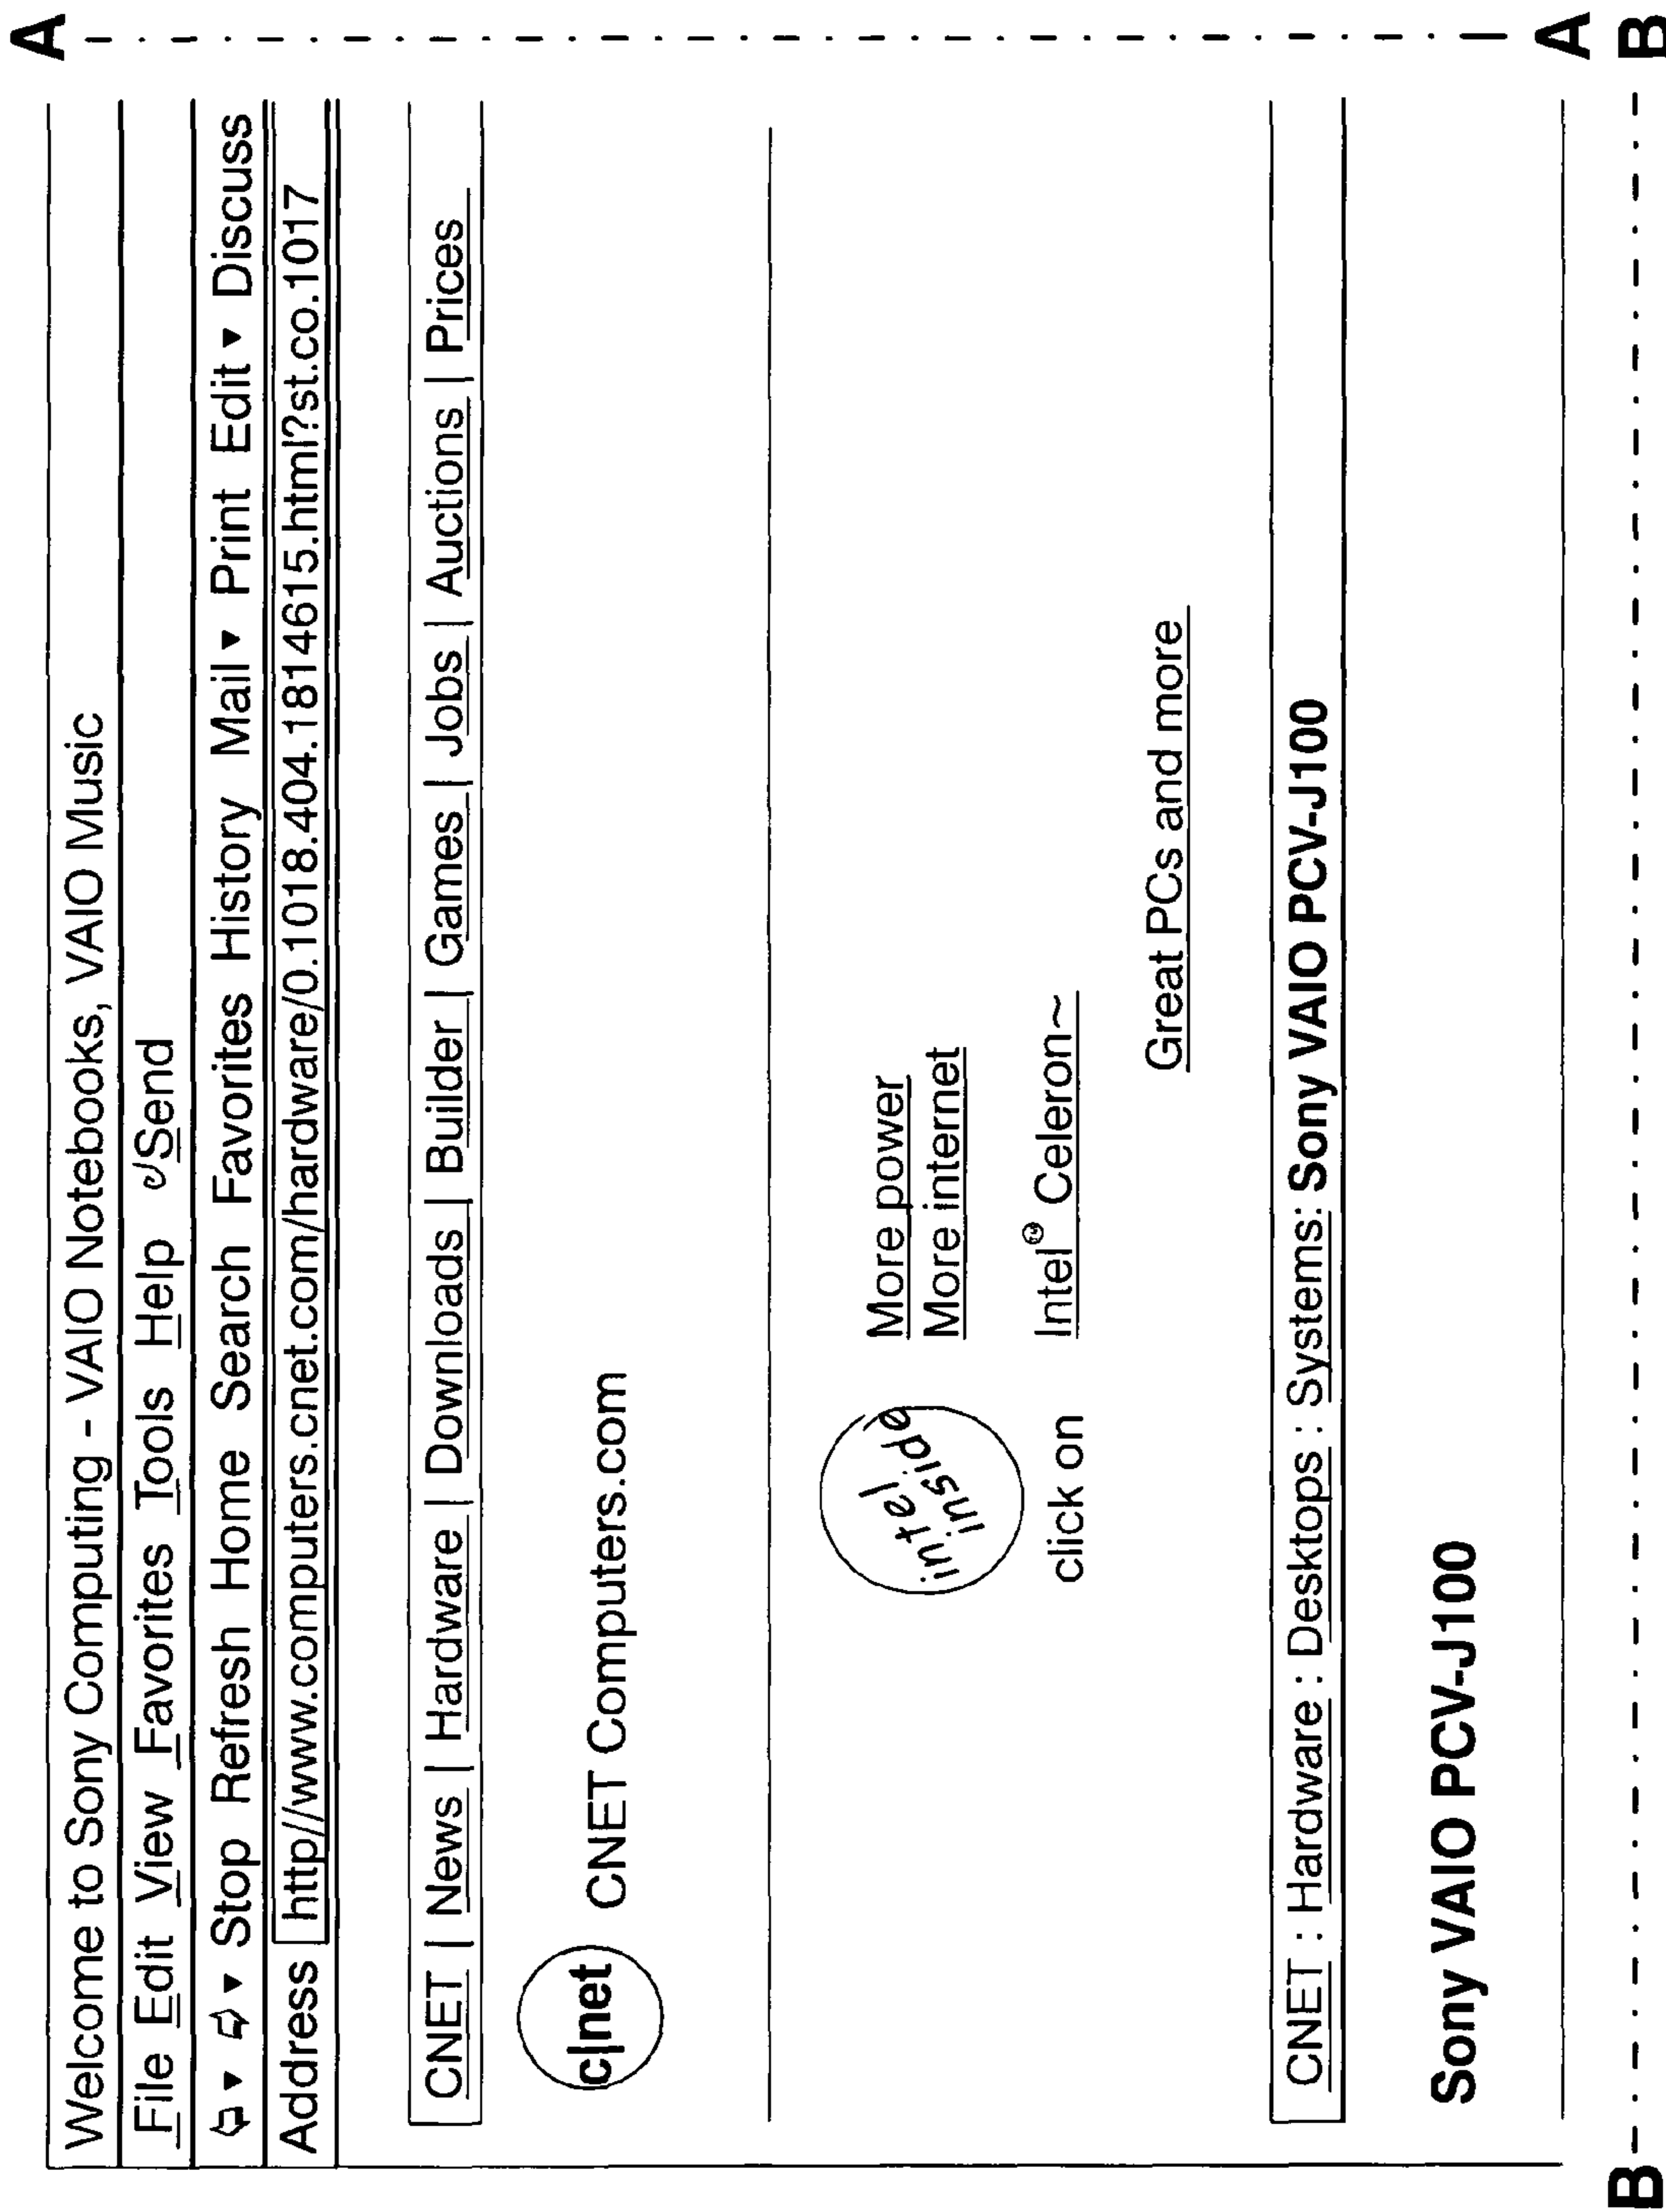 A
Welcome to Sony Computing - VAIO Notebooks, VAIO Music
File Edit View Favorites Tools Help Send
Stop Refresh Home Search Favorites History Mail Print Edit Discuss
Address http//www.computers.cnet.com/hardware/0.1018.404.1814615.html?st.co.1017
CNET | News | Hardware | Downloads | Builder | Games | Jobs | Auctions | Prices
c|net CNET Computers.com
intel inside
More power
More internet
click on Intel™ Celeron~
Great PCs and more
CNET : Hardware : Desktops : Systems: Sony VAIO PCV-J100
Sony VAIO PCV-J100
A
B B